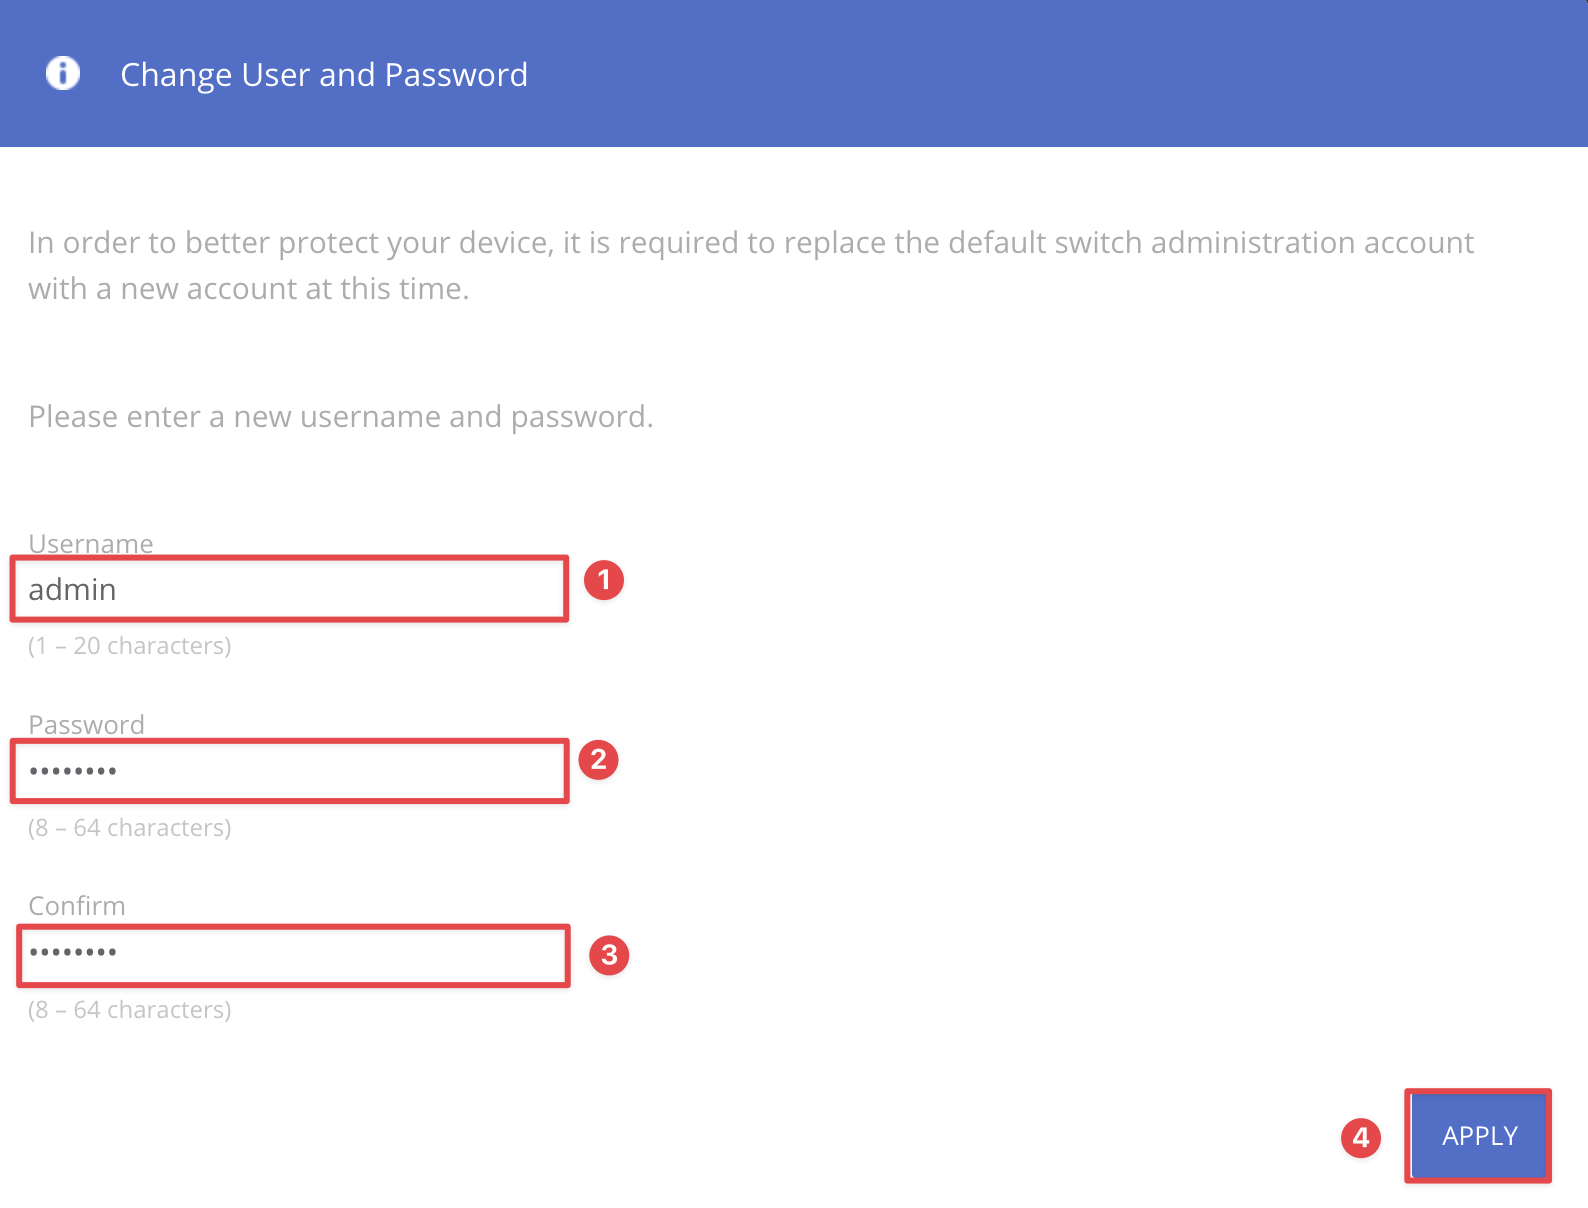 Change User and Password
In order to better protect your device, it is required to replace the default switch administration account
with a new account at this time.
Please enter a new username and password.
Username
admin
1
(1 – 20 characters)
Password
••••••••
2
(8 – 64 characters)
Confirm
••••••••
3
(8 – 64 characters)
4
APPLY